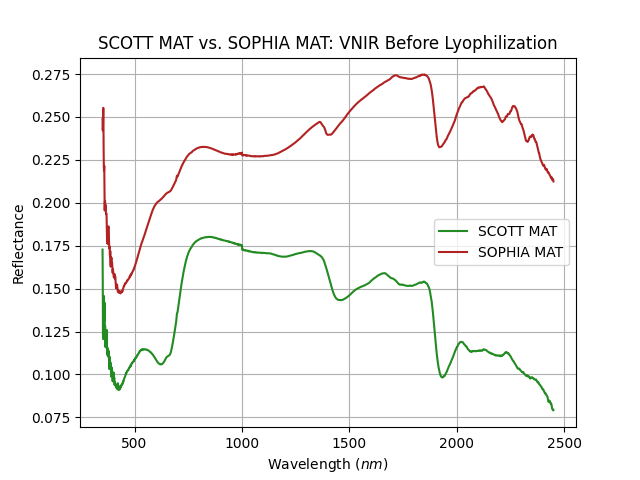 SCOTT MAT vs. SOPHIA MAT: VNIR Before Lyophilization
0.275
0.250
0.225
0.200
0.175
0.150
0.125
0.100
0.075
Reflectance
SCOTT MAT
SOPHIA MAT
500
1000
1500
2000
2500
Wavelength (nm)